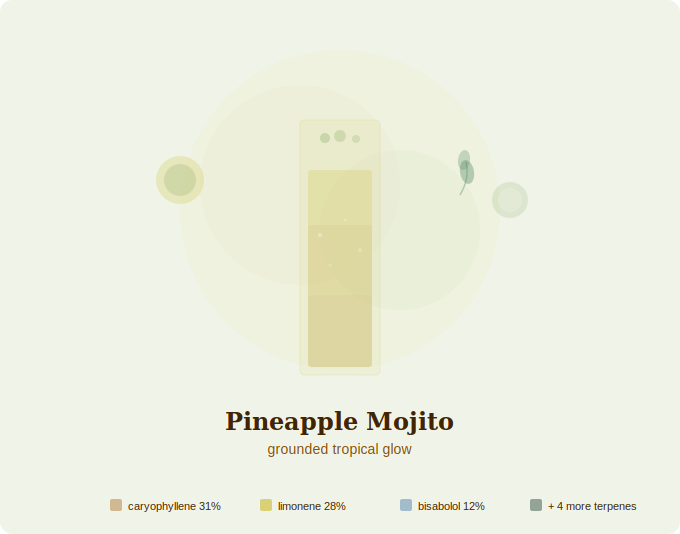 Pineapple Mojito
grounded tropical glow
caryophyllene 31% limonene 28% bisabolol 12% + 4 more terpenes